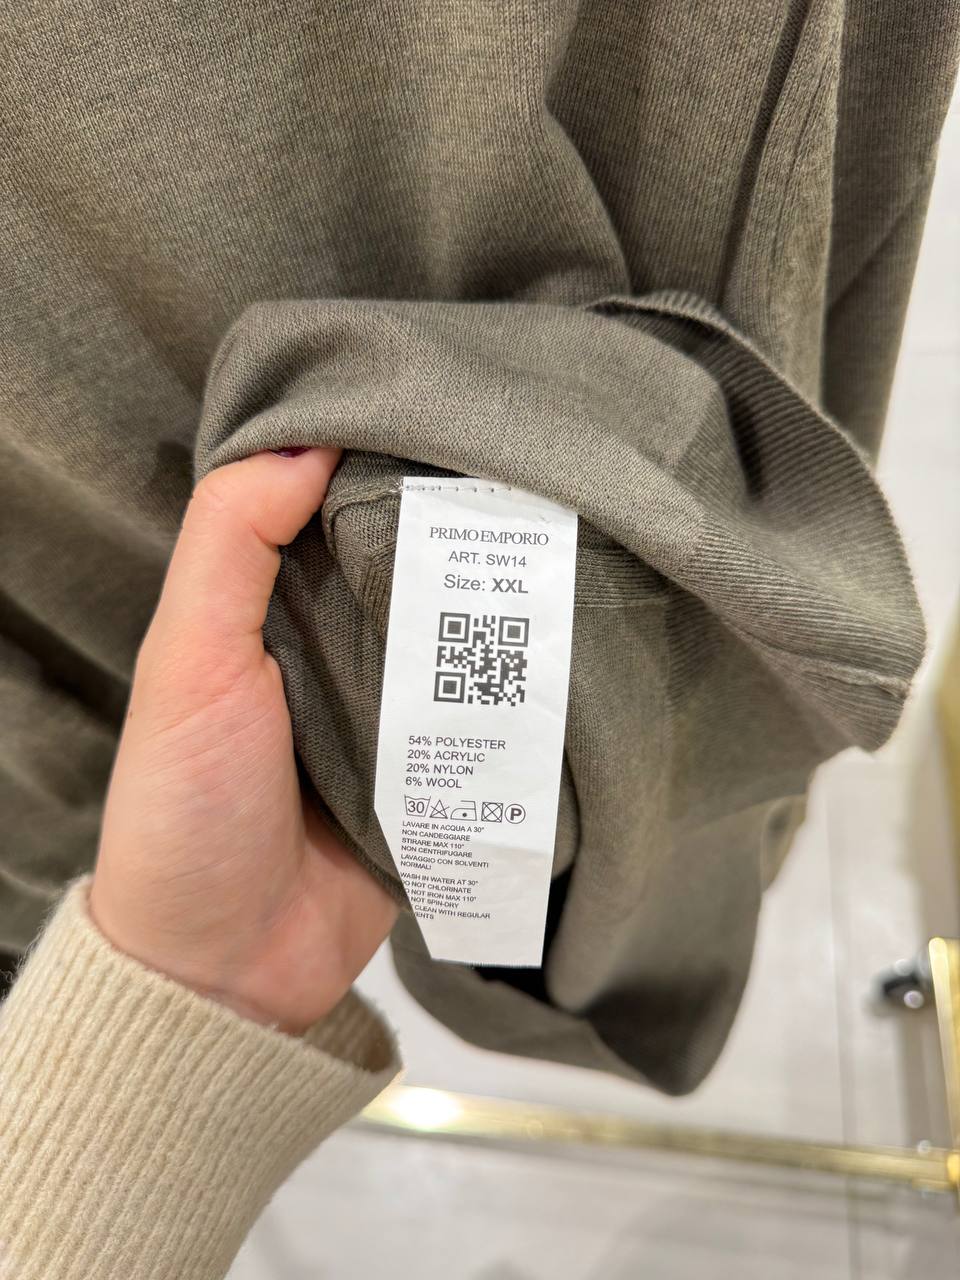 PRIMO EMPORIO
ART. SW14
Size: XXL
54% POLYESTER
20% ACRYLIC
20% NYLON
6% WOOL
30 P
LAVARE IN ACQUA A 30°
NON CANDEGGIARE
STIRARE MAX 110°
NON CENTRIFUGARE
LAVAGGIO CON SOLVENTI
NORMALI
WASH IN WATER AT 30°
DO NOT CHLORINATE
DO NOT IRON MAX 110°
NOT SPIN-DRY
CLEAN WITH REGULAR
VENTS